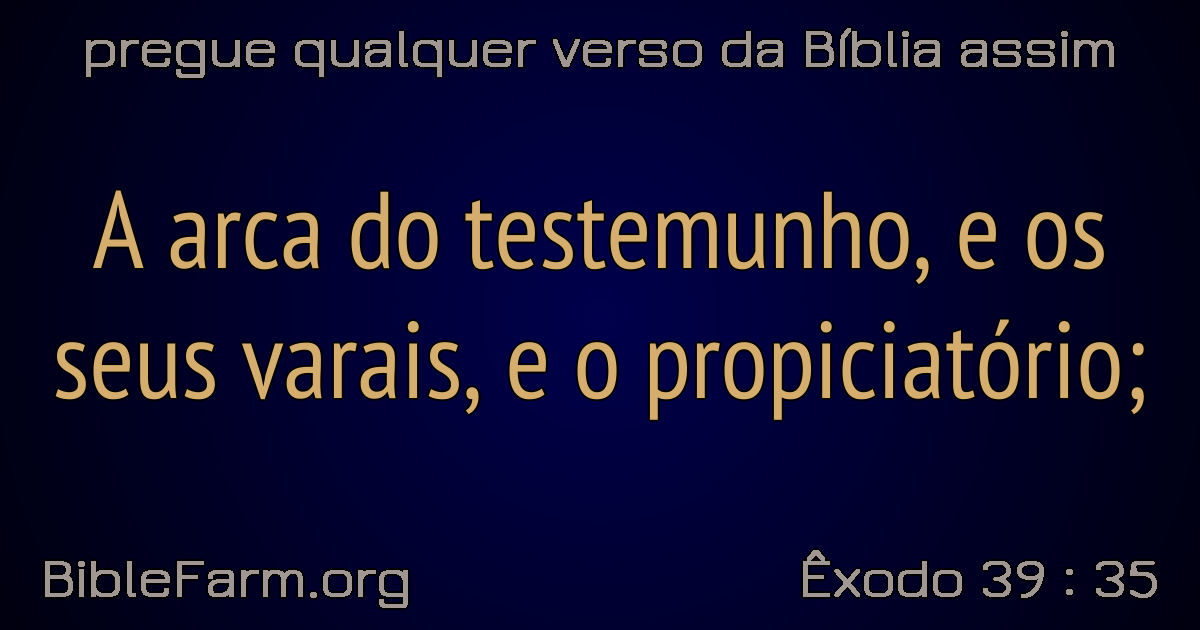 pregue qualquer verso da Bíblia assim
A arca do testemunho, e os
seus varais, e o propiciatório;
BibleFarm.org
Êxodo 39 : 35